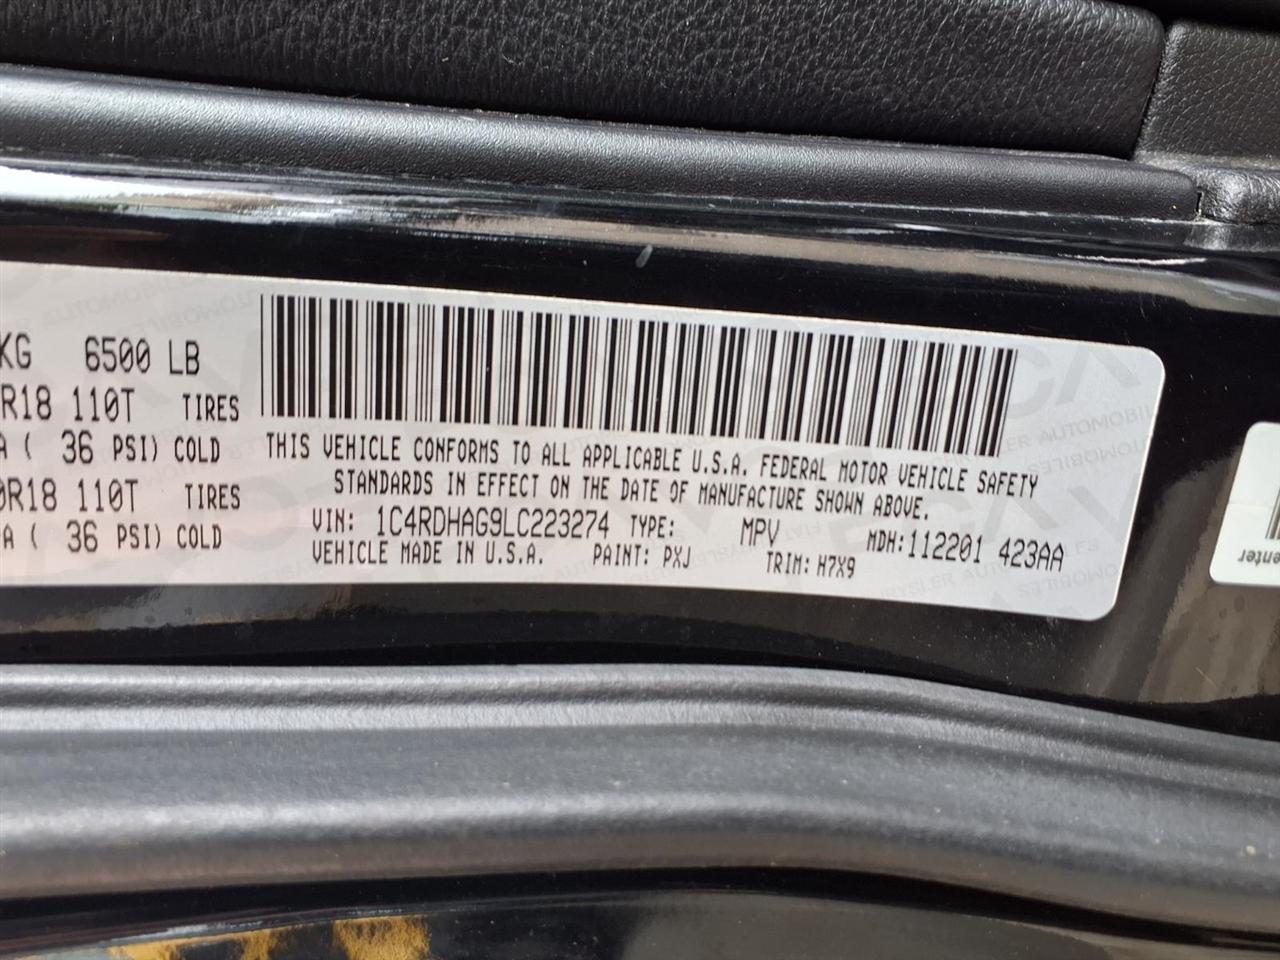 KG 6500 LB
R18 110T TIRES
A ( 36 PSI) COLD
0R18 110T TIRES
A ( 36 PSI) COLD
THIS VEHICLE CONFORMS TO ALL APPLICABLE U.S.A. FEDERAL MOTOR VEHICLE SAFETY
STANDARDS IN EFFECT ON THE DATE OF MANUFACTURE SHOWN ABOVE.
VIN: 1C4RDHAG9LC223274 TYPE: MPV MDH:112201 423AA
VEHICLE MADE IN U.S.A. PAINT: PXJ TRIM: H7X9
enter